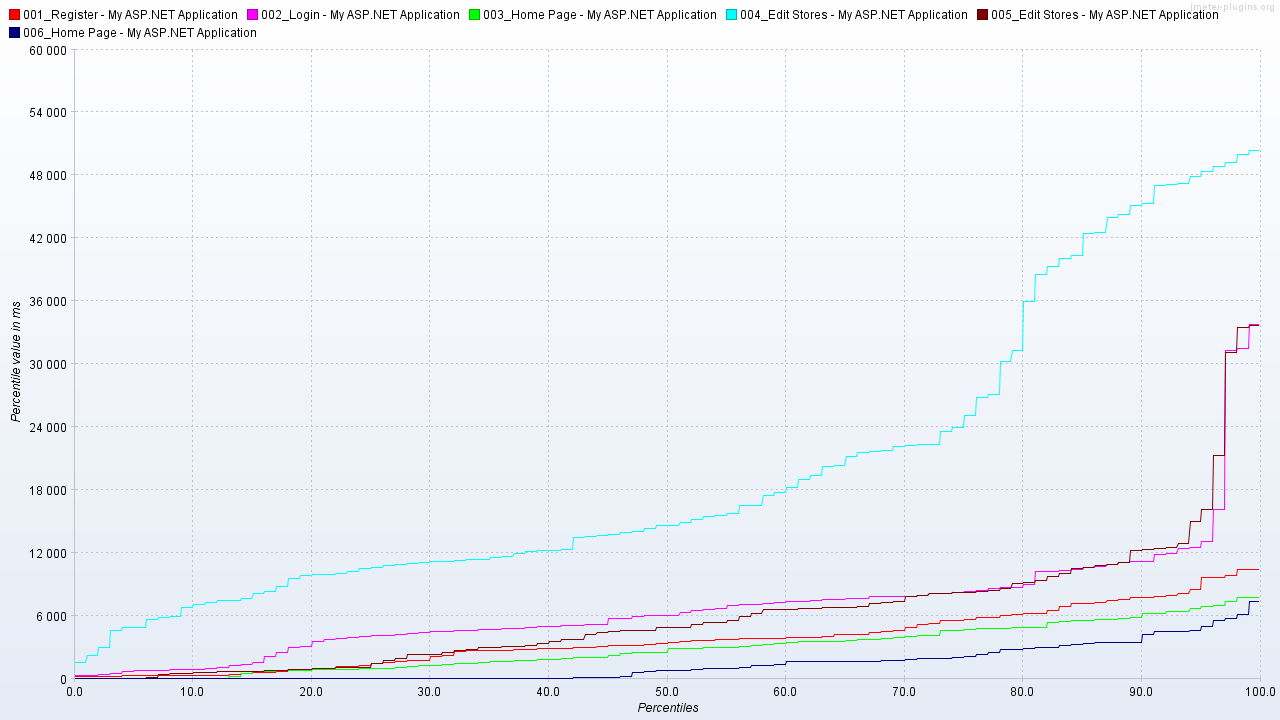 001_Register - My ASP.NET Application 002_Login - My ASP.NET Application 003_Home Page - My ASP.NET Application 004_Edit Stores - My ASP.NET Application 005_Edit Stores - My ASP.NET Application
jmeter-plugins.org
006_Home Page - My ASP.NET Application
60 000
54 000
48 000
42 000
36 000
30 000
24 000
18 000
12 000
6 000
0
Percentile value in ms
0.0 10.0 20.0 30.0 40.0 50.0 60.0 70.0 80.0 90.0 100.0
Percentiles